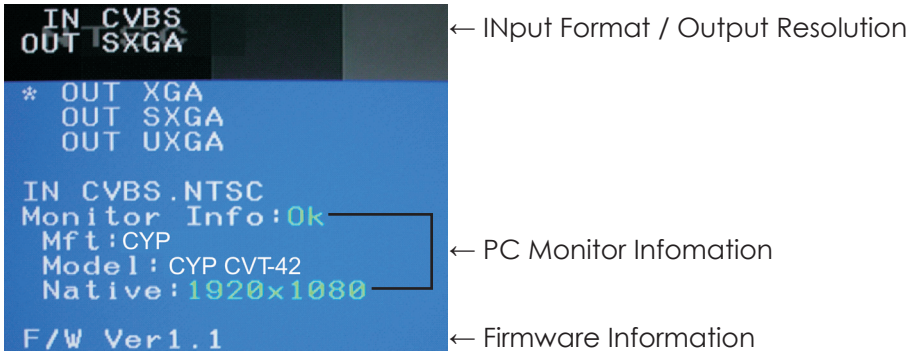 IN CVBS
OUT SXGA
← INput Format / Output Resolution
* OUT XGA
OUT SXGA
OUT UXGA
IN CVBS.NTSC
Monitor Info:Ok
Mft:CYP
Model: CYP CVT-42
Native:1920x1080
← PC Monitor Infomation
F/W Ver1.1
← Firmware Information